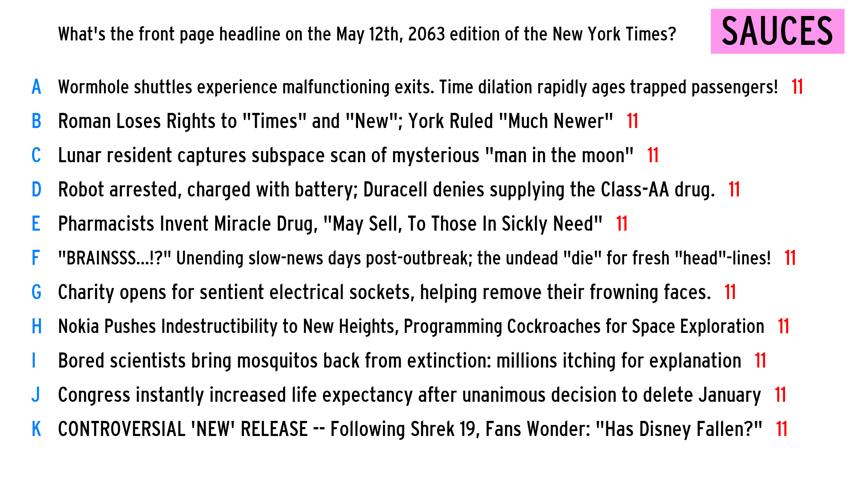 What's the front page headline on the May 12th, 2063 edition of the New York Times?
SAUCES
A Wormhole shuttles experience malfunctioning exits. Time dilation rapidly ages trapped passengers! 11
B Roman Loses Rights to "Times" and "New"; York Ruled "Much Newer" 11
C Lunar resident captures subspace scan of mysterious "man in the moon" 11
D Robot arrested, charged with battery; Duracell denies supplying the Class-AA drug. 11
E Pharmacists Invent Miracle Drug, "May Sell, To Those In Sickly Need" 11
F "BRAINSSS...!?" Unending slow-news days post-outbreak; the undead "die" for fresh "head"-lines! 11
G Charity opens for sentient electrical sockets, helping remove their frowning faces. 11
H Nokia Pushes Indestructibility to New Heights, Programming Cockroaches for Space Exploration 11
I Bored scientists bring mosquitos back from extinction: millions itching for explanation 11
J Congress instantly increased life expectancy after unanimous decision to delete January 11
K CONTROVERSIAL 'NEW' RELEASE -- Following Shrek 19, Fans Wonder: "Has Disney Fallen?" 11